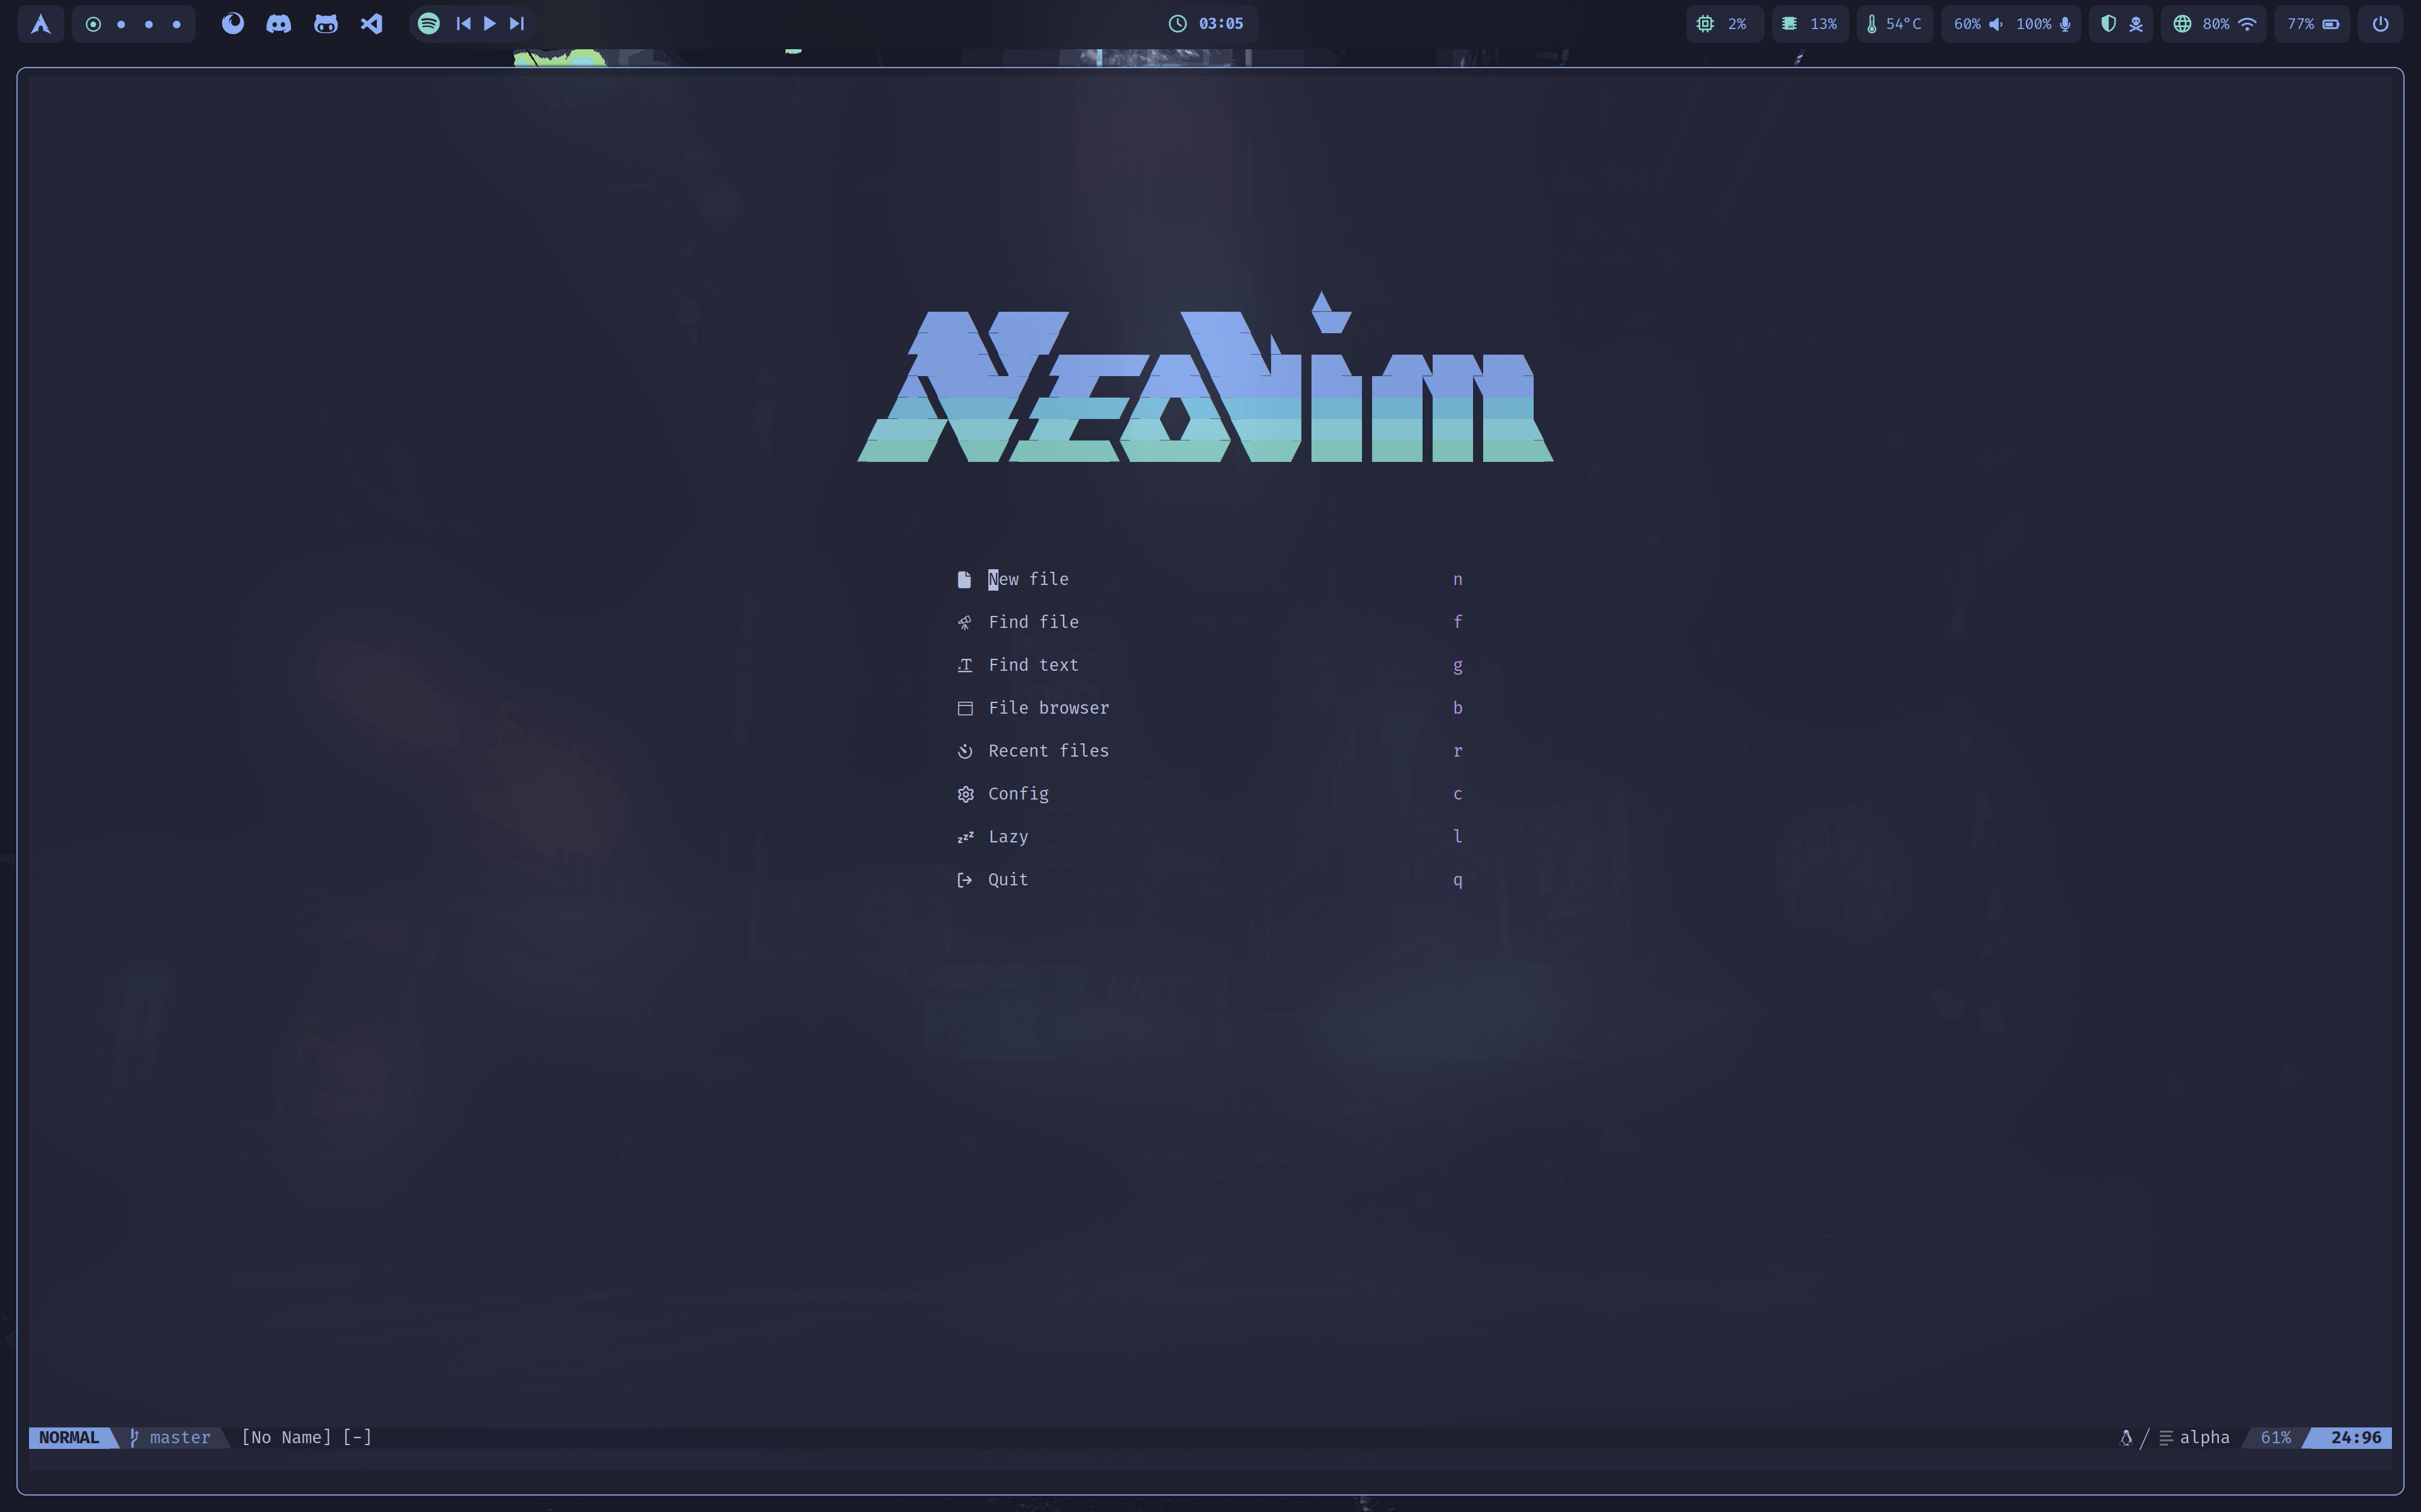 03:05
2%
13%
54°C
60% 100%
80%
77%
Neovim
New file n
Find file f
Find text g
File browser b
Recent files r
Config c
Lazy l
Quit q
NORMAL master [No Name] [-] alpha 61% 24:96